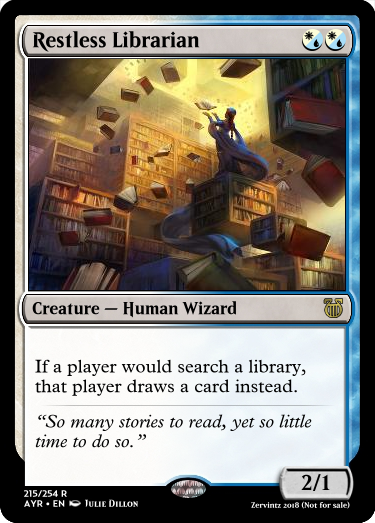 Restless Librarian
Creature — Human Wizard
If a player would search a library,
that player draws a card instead.
“So many stories to read, yet so little
time to do so.”
2/1
215/254 R
AYR • EN JULIE DILLON
Zervintz 2018 (Not for sale)